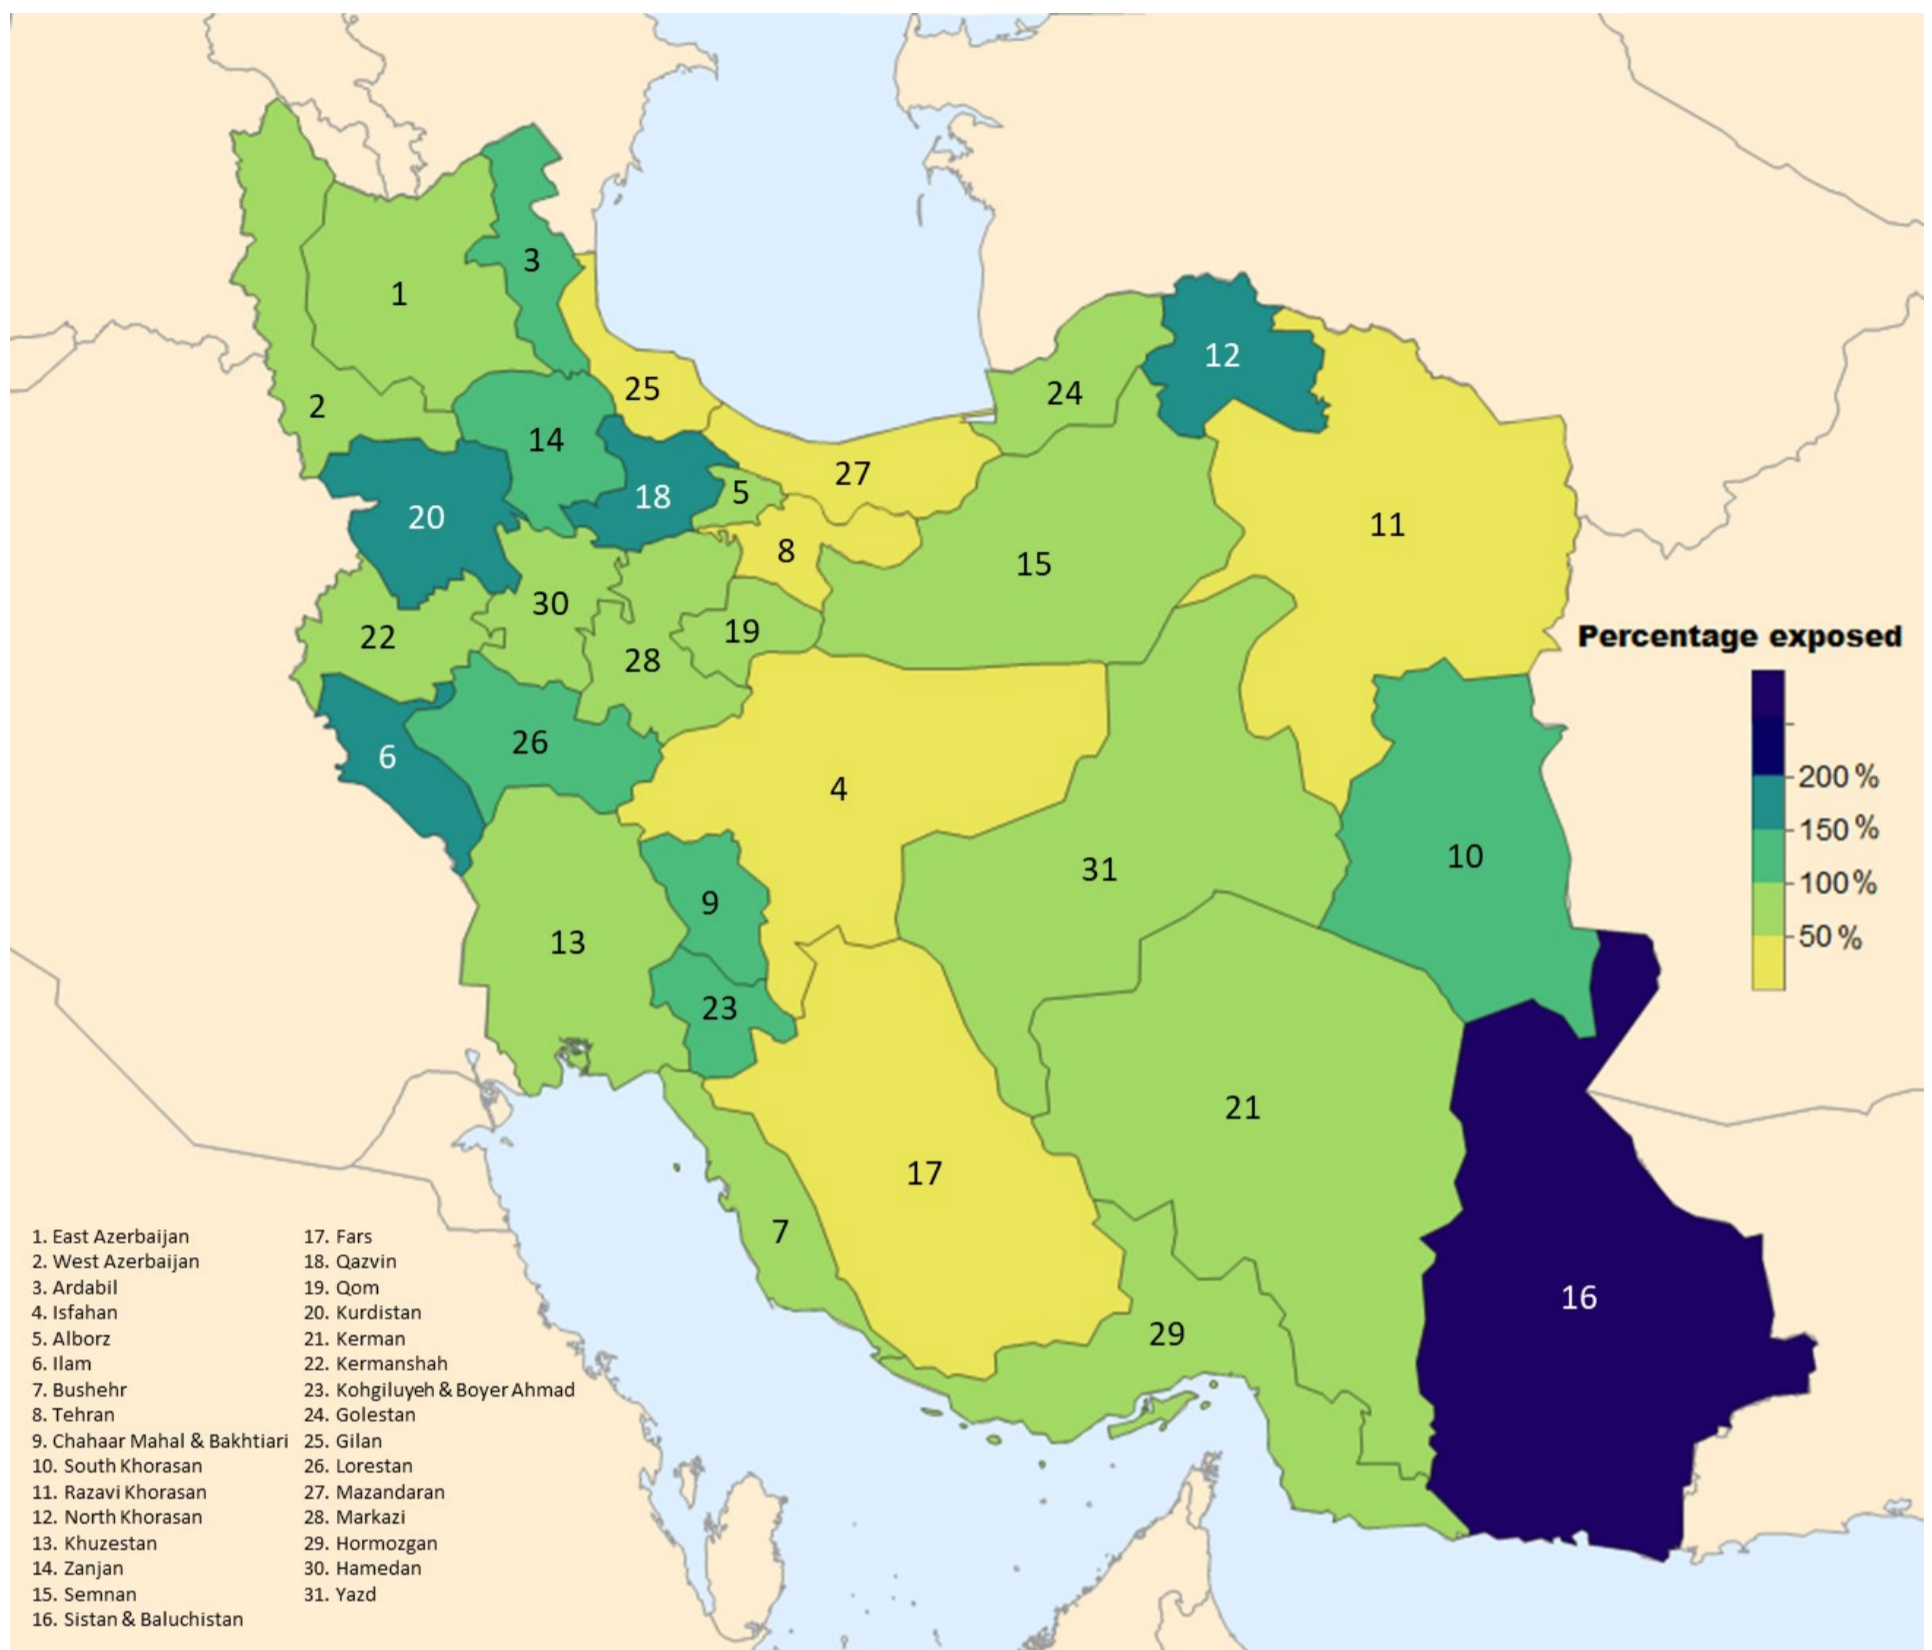 3
1
12
25
24
2
14
27
18
5
20
11
8
15
30
19
22
28
Percentage exposed
26
6
4
200 %
150 %
10
31
100 %
9
13
50 %
23
21
17
7
16
29
1. East Azerbaijan
2. West Azerbaijan
3. Ardabil
4. Isfahan
5. Alborz
6. Ilam
7. Bushehr
8. Tehran
9. Chahaar Mahal & Bakhtiari
10. South Khorasan
11. Razavi Khorasan
12. North Khorasan
13. Khuzestan
14. Zanjan
15. Semnan
16. Sistan & Baluchistan
17. Fars
18. Qazvin
19. Qom
20. Kurdistan
21. Kerman
22. Kermanshah
23. Kohgiluyeh & Boyer Ahmad
24. Golestan
25. Gilan
26. Lorestan
27. Mazandaran
28. Markazi
29. Hormozgan
30. Hamedan
31. Yazd